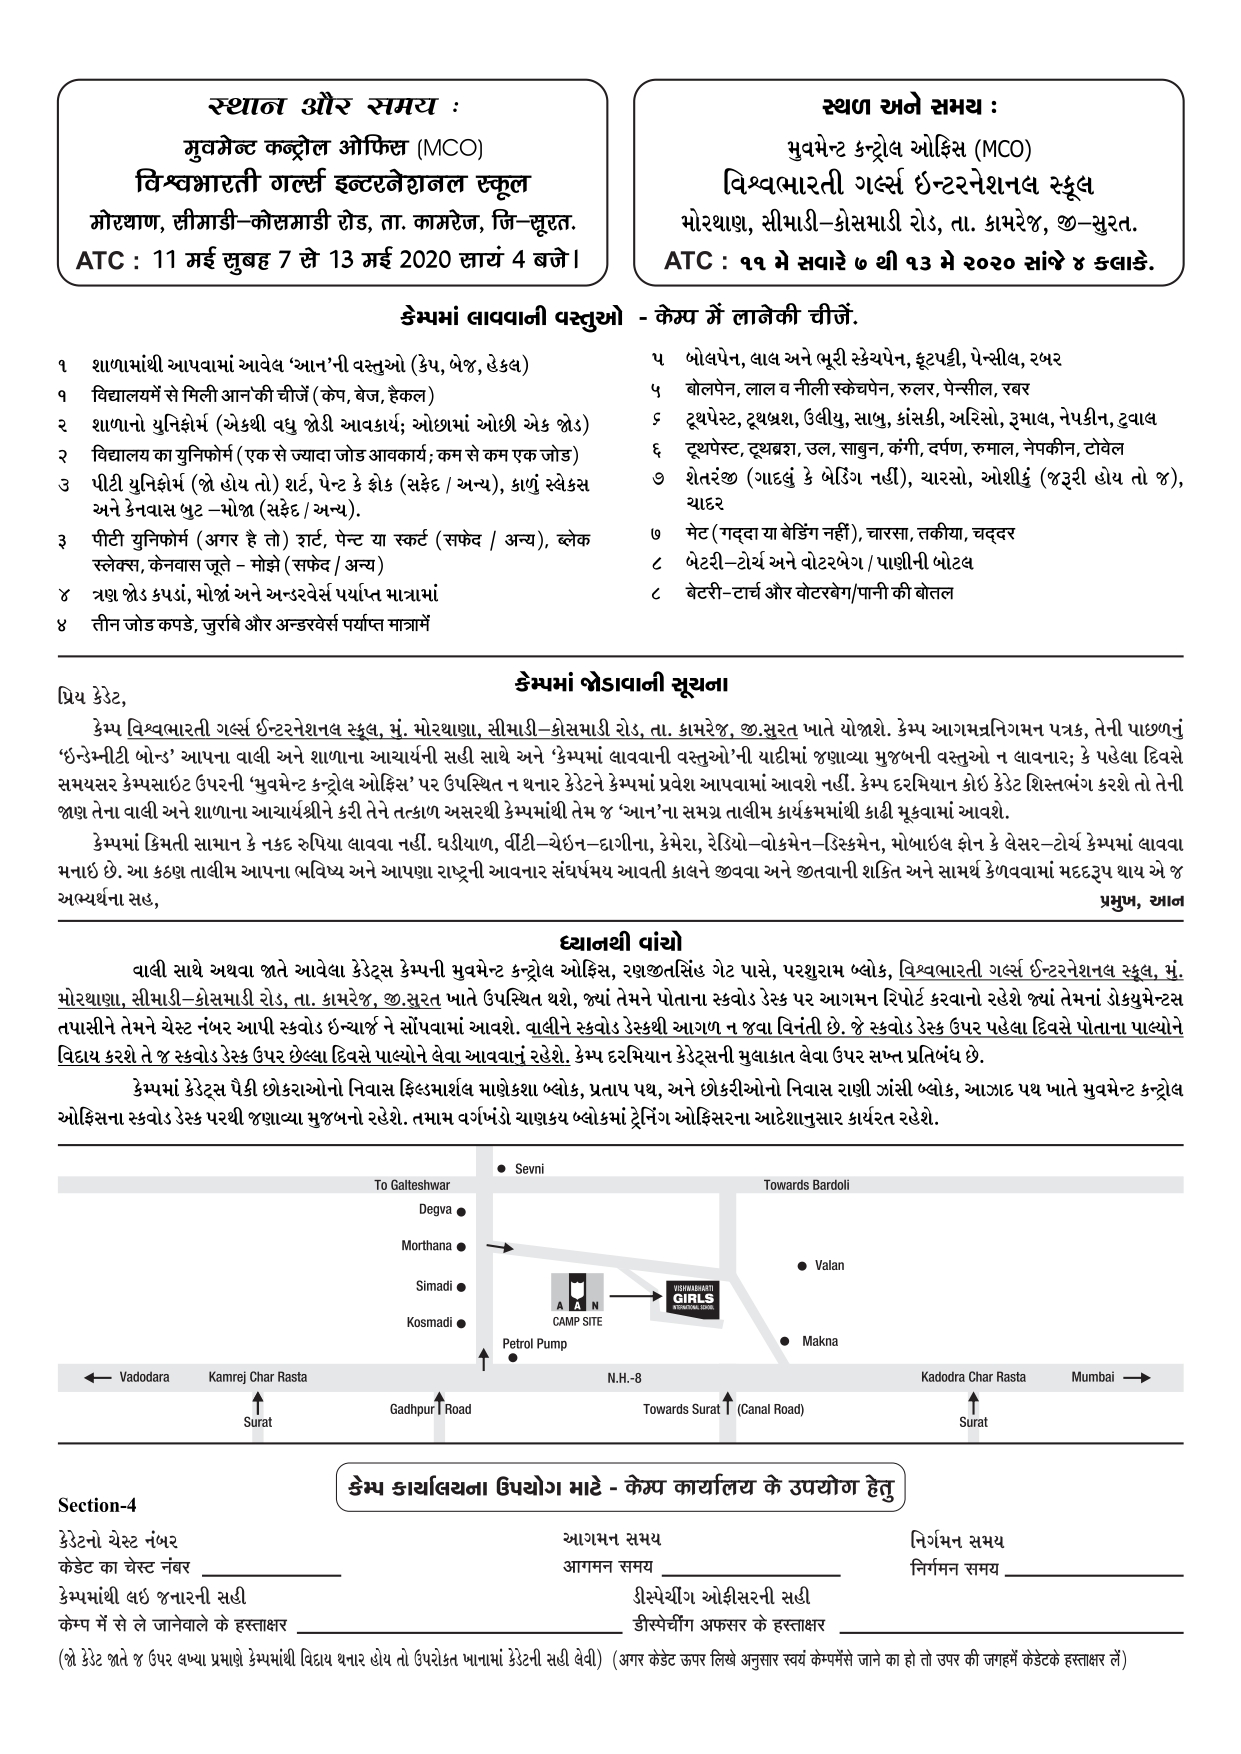 स्थान और समय :
मुवमेन्ट कन्ट्रोल ओफिस (MCO)
विश्वभारती गर्ल्स इन्टरनेशनल स्कूल
मोरथाण, सीमाडी–कोसमाडी रोड, ता. कामरेज, जि–सूरत.
ATC : 11 मई सुबह 7 से 13 मई 2020 सायं 4 बजे।
સ્થળ અને સમય :
મુવમેન્ટ કન્ટ્રોલ ઓફિસ (MCO)
વિશ્વભારતી ગર્લ્સ ઇન્ટરનેશનલ સ્કૂલ
મોરથાણ, સીમાડી–કોસમાડી રોડ, તા. કામરેજ, જી–સુરત.
ATC : ૧૧ મે સવારે ૭ થી ૧૩ મે ૨૦૨૦ સાંજે ૪ કલાકે.
કેમ્પમાં લાવવાની વસ્તુઓ - केम्प में लानेकी चीजें.
૧ શાળામાંથી આપવામાં આવેલ ‘આન’ની વસ્તુઓ (કેપ, બેજ, હેકલ)
१ विद्यालयमें से मिली आन'की चीजें (केप, बेज, हैकल)
૨ શાળાનો યુનિફોર્મ (એકથી વધુ જોડી આવકાર્ય; ઓછામાં ઓછી એક જોડ)
२ विद्यालय का युनिफोर्म (एक से ज्यादा जोड आवकार्य; कम से कम एक जोड)
૩ પીટી યુનિફોર્મ (જો હોય તો) શર્ટ, પેન્ટ કે ફ્રોક (સફેદ / અન્ય), કાળું સ્લેકસ
અને કેનવાસ બુટ –મોજા (સફેદ / અન્ય).
३ पीटी युनिफोर्म (अगर है तो) शर्ट, पेन्ट या स्कर्ट (सफेद / अन्य), ब्लेक
स्लेक्स, केनवास जूते - मोझे (सफेद / अन्य)
૪ ત્રણ જોડ કપડાં, મોજાં અને અન્ડરવેર્સ પર્યાપ્ત માત્રામાં
४ तीन जोड कपडे, जुर्राबे और अन्डरवेर्स पर्याप्त मात्रामें
૫ બોલપેન, લાલ અને ભૂરી સ્કેચપેન, ફૂટપટ્ટી, પેન્સીલ, રબર
५ बोलपेन, लाल व नीली स्केचपेन, रुलर, पेन्सील, रबर
૬ ટૂથપેસ્ટ, ટૂથબ્રશ, ઉલીયુ, સાબુ, કાંસકી, અરિસો, રૂમાલ, નેપકીન, ટુવાલ
६ टूथपेस्ट, टूथब्रश, उल, साबुन, कंगी, दर्पण, रुमाल, नेपकीन, टोवेल
૭ શેતરંજી (ગાદલું કે બેડિંગ નહીં), ચારસો, ઓશીકું (જરૂરી હોય તો જ),
ચાદર
७ मेट (गद्दा या बेडिंग नहीं), चारसा, तकीया, चद्दर
૮ બેટરી–ટોર્ચ અને વોટરબેગ / પાણીની બોટલ
८ बेटरी-टार्च और वोटरबेग/पानी की बोतल
કેમ્પમાં જોડાવાની સૂચના
પ્રિય કેડેટ,
કેમ્પ વિશ્વભારતી ગર્લ્સ ઈન્ટરનેશનલ સ્કૂલ, મું. મોરથાણા, સીમાડી–કોસમાડી રોડ, તા. કામરેજ, જી.સુરત ખાતે યોજાશે. કેમ્પ આગમન્નનિગમન પત્રક, તેની પાછળનું
‘ઇન્ડેમ્નીટી બોન્ડ’ આપના વાલી અને શાળાના આચાર્યની સહી સાથે અને ‘કેમ્પમાં લાવવાની વસ્તુઓ’ની યાદીમાં જણાવ્યા મુજબની વસ્તુઓ ન લાવનાર; કે પહેલા દિવસે
સમયસર કેમ્પસાઇટ ઉપરની ‘મુવમેન્ટ કન્ટ્રોલ ઓફિસ’ પર ઉપસ્થિત ન થનાર કેડેટને કેમ્પમાં પ્રવેશ આપવામાં આવશે નહીં. કેમ્પ દરમિયાન કોઇ કેડેટ શિસ્તભંગ કરશે તો તેની
જાણ તેના વાલી અને શાળાના આચાર્યશ્રીને કરી તેને તત્કાળ અસરથી કેમ્પમાંથી તેમ જ ‘આન’ના સમગ્ર તાલીમ કાર્યક્રમમાંથી કાઢી મૂકવામાં આવશે.
કેમ્પમાં કિમતી સામાન કે નકદ રુપિયા લાવવા નહીં. ઘડીયાળ, વીંટી–ચેઇન–દાગીના, કેમેરા, રેડિયો–વોકમેન–ડિસ્કમેન, મોબાઇલ ફોન કે લેસર–ટોર્ચ કેમ્પમાં લાવવા
મનાઇ છે. આ કઠણ તાલીમ આપના ભવિષ્ય અને આપણા રાષ્ટ્રની આવનાર સંઘર્ષમય આવતી કાલને જીવવા અને જીતવાની શકિત અને સામર્થ કેળવવામાં મદદરૂપ થાય એ જ
અભ્યર્થના સહ, પ્રમુખ, આન
ધ્યાનથી વાંચો
વાલી સાથે અથવા જાતે આવેલા કેડેટ્સ કેમ્પની મુવમેન્ટ કન્ટ્રોલ ઓફિસ, રણજીતસિંહ ગેટ પાસે, પરશુરામ બ્લોક, વિશ્વભારતી ગર્લ્સ ઈન્ટરનેશનલ સ્કૂલ, મું.
મોરથાણા, સીમાડી–કોસમાડી રોડ, તા. કામરેજ, જી.સુરત ખાતે ઉપસ્થિત થશે, જ્યાં તેમને પોતાના સ્કવોડ ડેસ્ક પર આગમન રિપોર્ટ કરવાનો રહેશે જ્યાં તેમનાં ડોકયુમેન્ટસ
તપાસીને તેમને ચેસ્ટ નંબર આપી સ્કવોડ ઇન્ચાર્જ ને સોંપવામાં આવશે. વાલીને સ્કવોડ ડેસ્કથી આગળ ન જવા વિનંતી છે. જે સ્કવોડ ડેસ્ક ઉપર પહેલા દિવસે પોતાના પાલ્યોને
વિદાય કરશે તે જ સ્કવોડ ડેસ્ક ઉપર છેલ્લા દિવસે પાલ્યોને લેવા આવવાનું રહેશે. કેમ્પ દરમિયાન કેડેટ્સની મુલાકાત લેવા ઉપર સખ્ત પ્રતિબંધ છે.
કેમ્પમાં કેડેટ્સ પૈકી છોકરાઓનો નિવાસ ફિલ્ડમાર્શલ માણેકશા બ્લોક, પ્રતાપ પથ, અને છોકરીઓનો નિવાસ રાણી ઝાંસી બ્લોક, આઝાદ પથ ખાતે મુવમેન્ટ કન્ટ્રોલ
ઓફિસના સ્કવોડ ડેસ્ક પરથી જણાવ્યા મુજબનો રહેશે. તમામ વર્ગખંડો ચાણકય બ્લોકમાં ટ્રેનિંગ ઓફિસરના આદેશાનુસાર કાર્યરત રહેશે.
Sevni
To Galteshwar Towards Bardoli
Degva
Morthana
Valan
Simadi
VISHWABHARTI
GIRLS
INTERNATIONAL SCHOOL
A A N
CAMP SITE
Kosmadi
Petrol Pump
Makna
Vadodara Kamrej Char Rasta N.H.-8 Kadodra Char Rasta Mumbai
Surat Gadhpur Road Towards Surat (Canal Road) Surat
કેમ્પ કાર્યાલયના ઉપયોગ માટે - केम्प कार्यालय के उपयोग हेतु
Section-4
કેડેટનો ચેસ્ટ નંબર આગમન સમય નિર્ગમન સમય
केडेट का चेस्ट नंबर आगमन समय निर्गमन समय
કેમ્પમાંથી લઇ જનારની સહી ડીસ્પેચીંગ ઓફીસરની સહી
केम्प में से ले जानेवाले के हस्ताक्षर डीस्पेचींग अफसर के हस्ताक्षर
(જો કેડેટ જાતે જ ઉપર લખ્યા પ્રમાણે કેમ્પમાંથી વિદાય થનાર હોય તો ઉપરોકત ખાનામાં કેડેટની સહી લેવી) (अगर केडेट ऊपर लिखे अनुसार स्वयं केम्पमेंसे जाने का हो तो उपर की जगहमें केडेटके हस्ताक्षर लें)